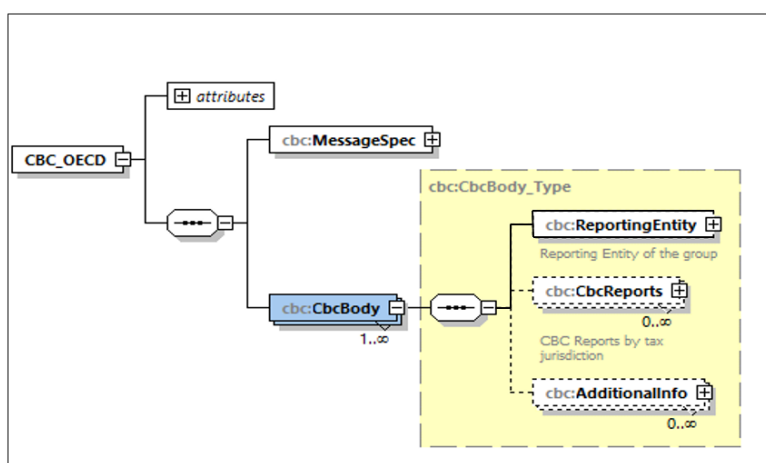 attributes
cbc:MessageSpec
CBC_OECD
cbc:CbcBody_Type
cbc:ReportingEntity
Reporting Entity of the group
cbc:CbcReports
0..∞
cbc:CbcBody
1..∞
CBC Reports by tax
jurisdiction
cbc:AdditionalInfo
0..∞